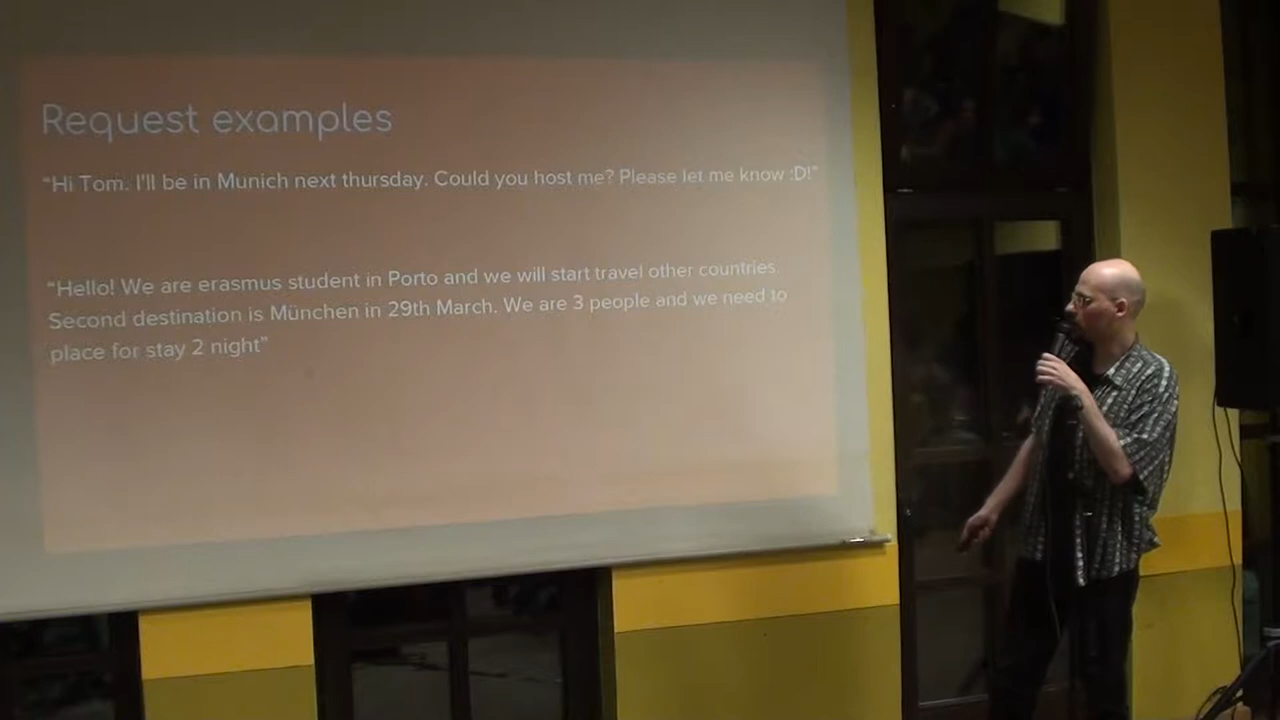 Request examples
"Hi Tom. I'll be in Munich next thursday. Could you host me? Please let me know :D!"
"Hello! We are erasmus student in Porto and we will start travel other countries.
Second destination is München in 29th March. We are 3 people and we need to
place for stay 2 night"